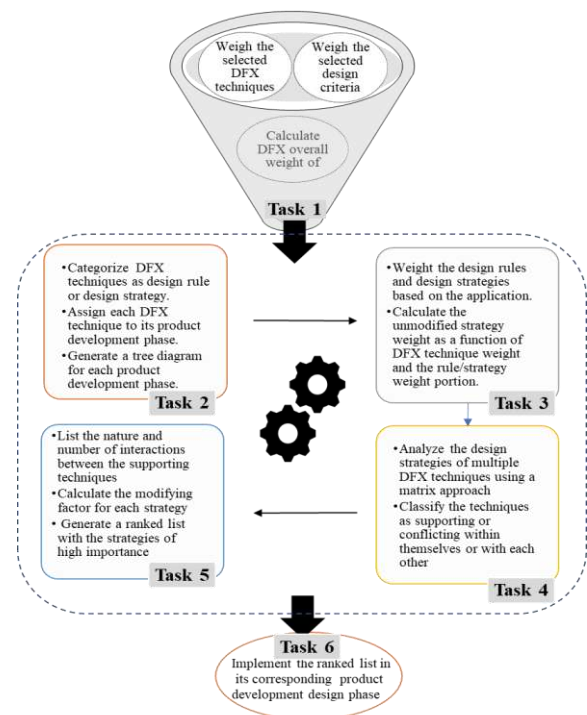 Weigh the
selected
DFX
techniques
Weigh the
selected
design
criteria
Calculate
DFX overall
weight of
Task 1
•Categorize DFX
techniques as design rule
or design strategy.
•Assign each DFX
technique to its product
development phase.
•Generate a tree diagram
for each product
development phase.
Task 2
•Weight the design rules
and design strategies
based on the application.
•Calculate the
unmodified strategy
weight as a function of
DFX technique weight
and the rule/strategy
weight portion.
Task 3
•Analyze the design
strategies of multiple
DFX techniques using a
matrix approach
•Classify the techniques
as supporting or
conflicting within
themselves or with each
other
Task 4
•List the nature and
number of interactions
between the supporting
techniques
•Calculate the modifying
factor for each strategy
• Generate a ranked list
with the strategies of
high importance
Task 5
Task 6
Implement the ranked list in
its corresponding product
development design phase